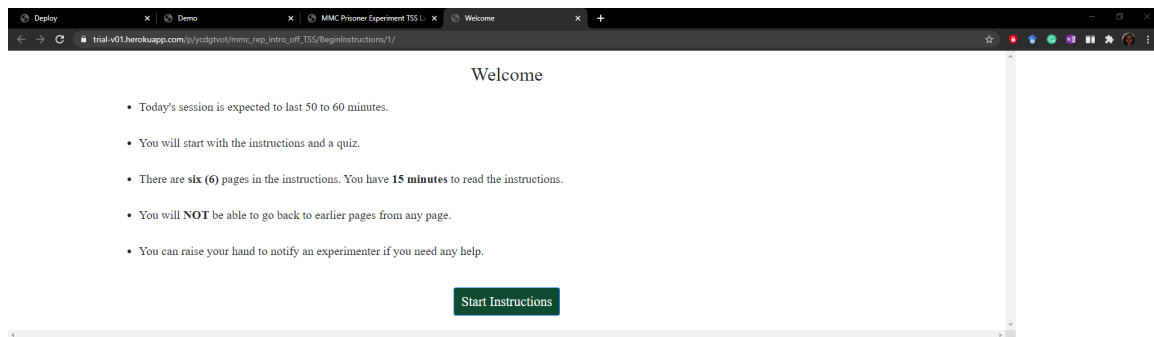 Deploy
Demo
MMC Prisoner Experiment TSS La
Welcome
trial-v01.herokuapp.com/p/ycdgtvot/mmc_rep_intro_off_TSS/BeginInstructions/1/
Welcome
• Today's session is expected to last 50 to 60 minutes.
• You will start with the instructions and a quiz.
• There are six (6) pages in the instructions. You have 15 minutes to read the instructions.
• You will NOT be able to go back to earlier pages from any page.
• You can raise your hand to notify an experimenter if you need any help.
Start Instructions